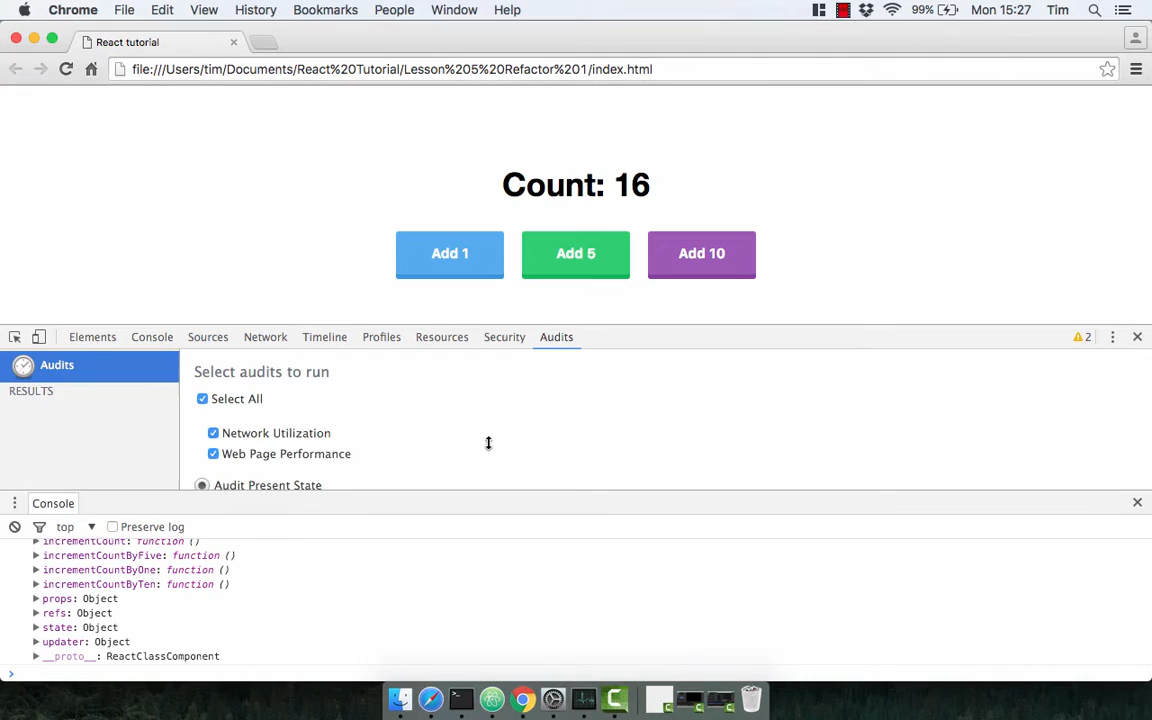 Chrome File Edit View History Bookmarks People Window Help 99% Mon 15:27 Tim
React tutorial
file:///Users/tim/Documents/React%20Tutorial/Lesson%205%20Refactor%201/index.html
Count: 16
Add 1 Add 5 Add 10
Elements Console Sources Network Timeline Profiles Resources Security Audits 2
Audits
RESULTS
Select audits to run
Select All
Network Utilization
Web Page Performance
Audit Present State
Console
top Preserve log
incrementCount: function ()
incrementCountByFive: function ()
incrementCountByOne: function ()
incrementCountByTen: function ()
props: Object
refs: Object
state: Object
updater: Object
__proto__: ReactClassComponent